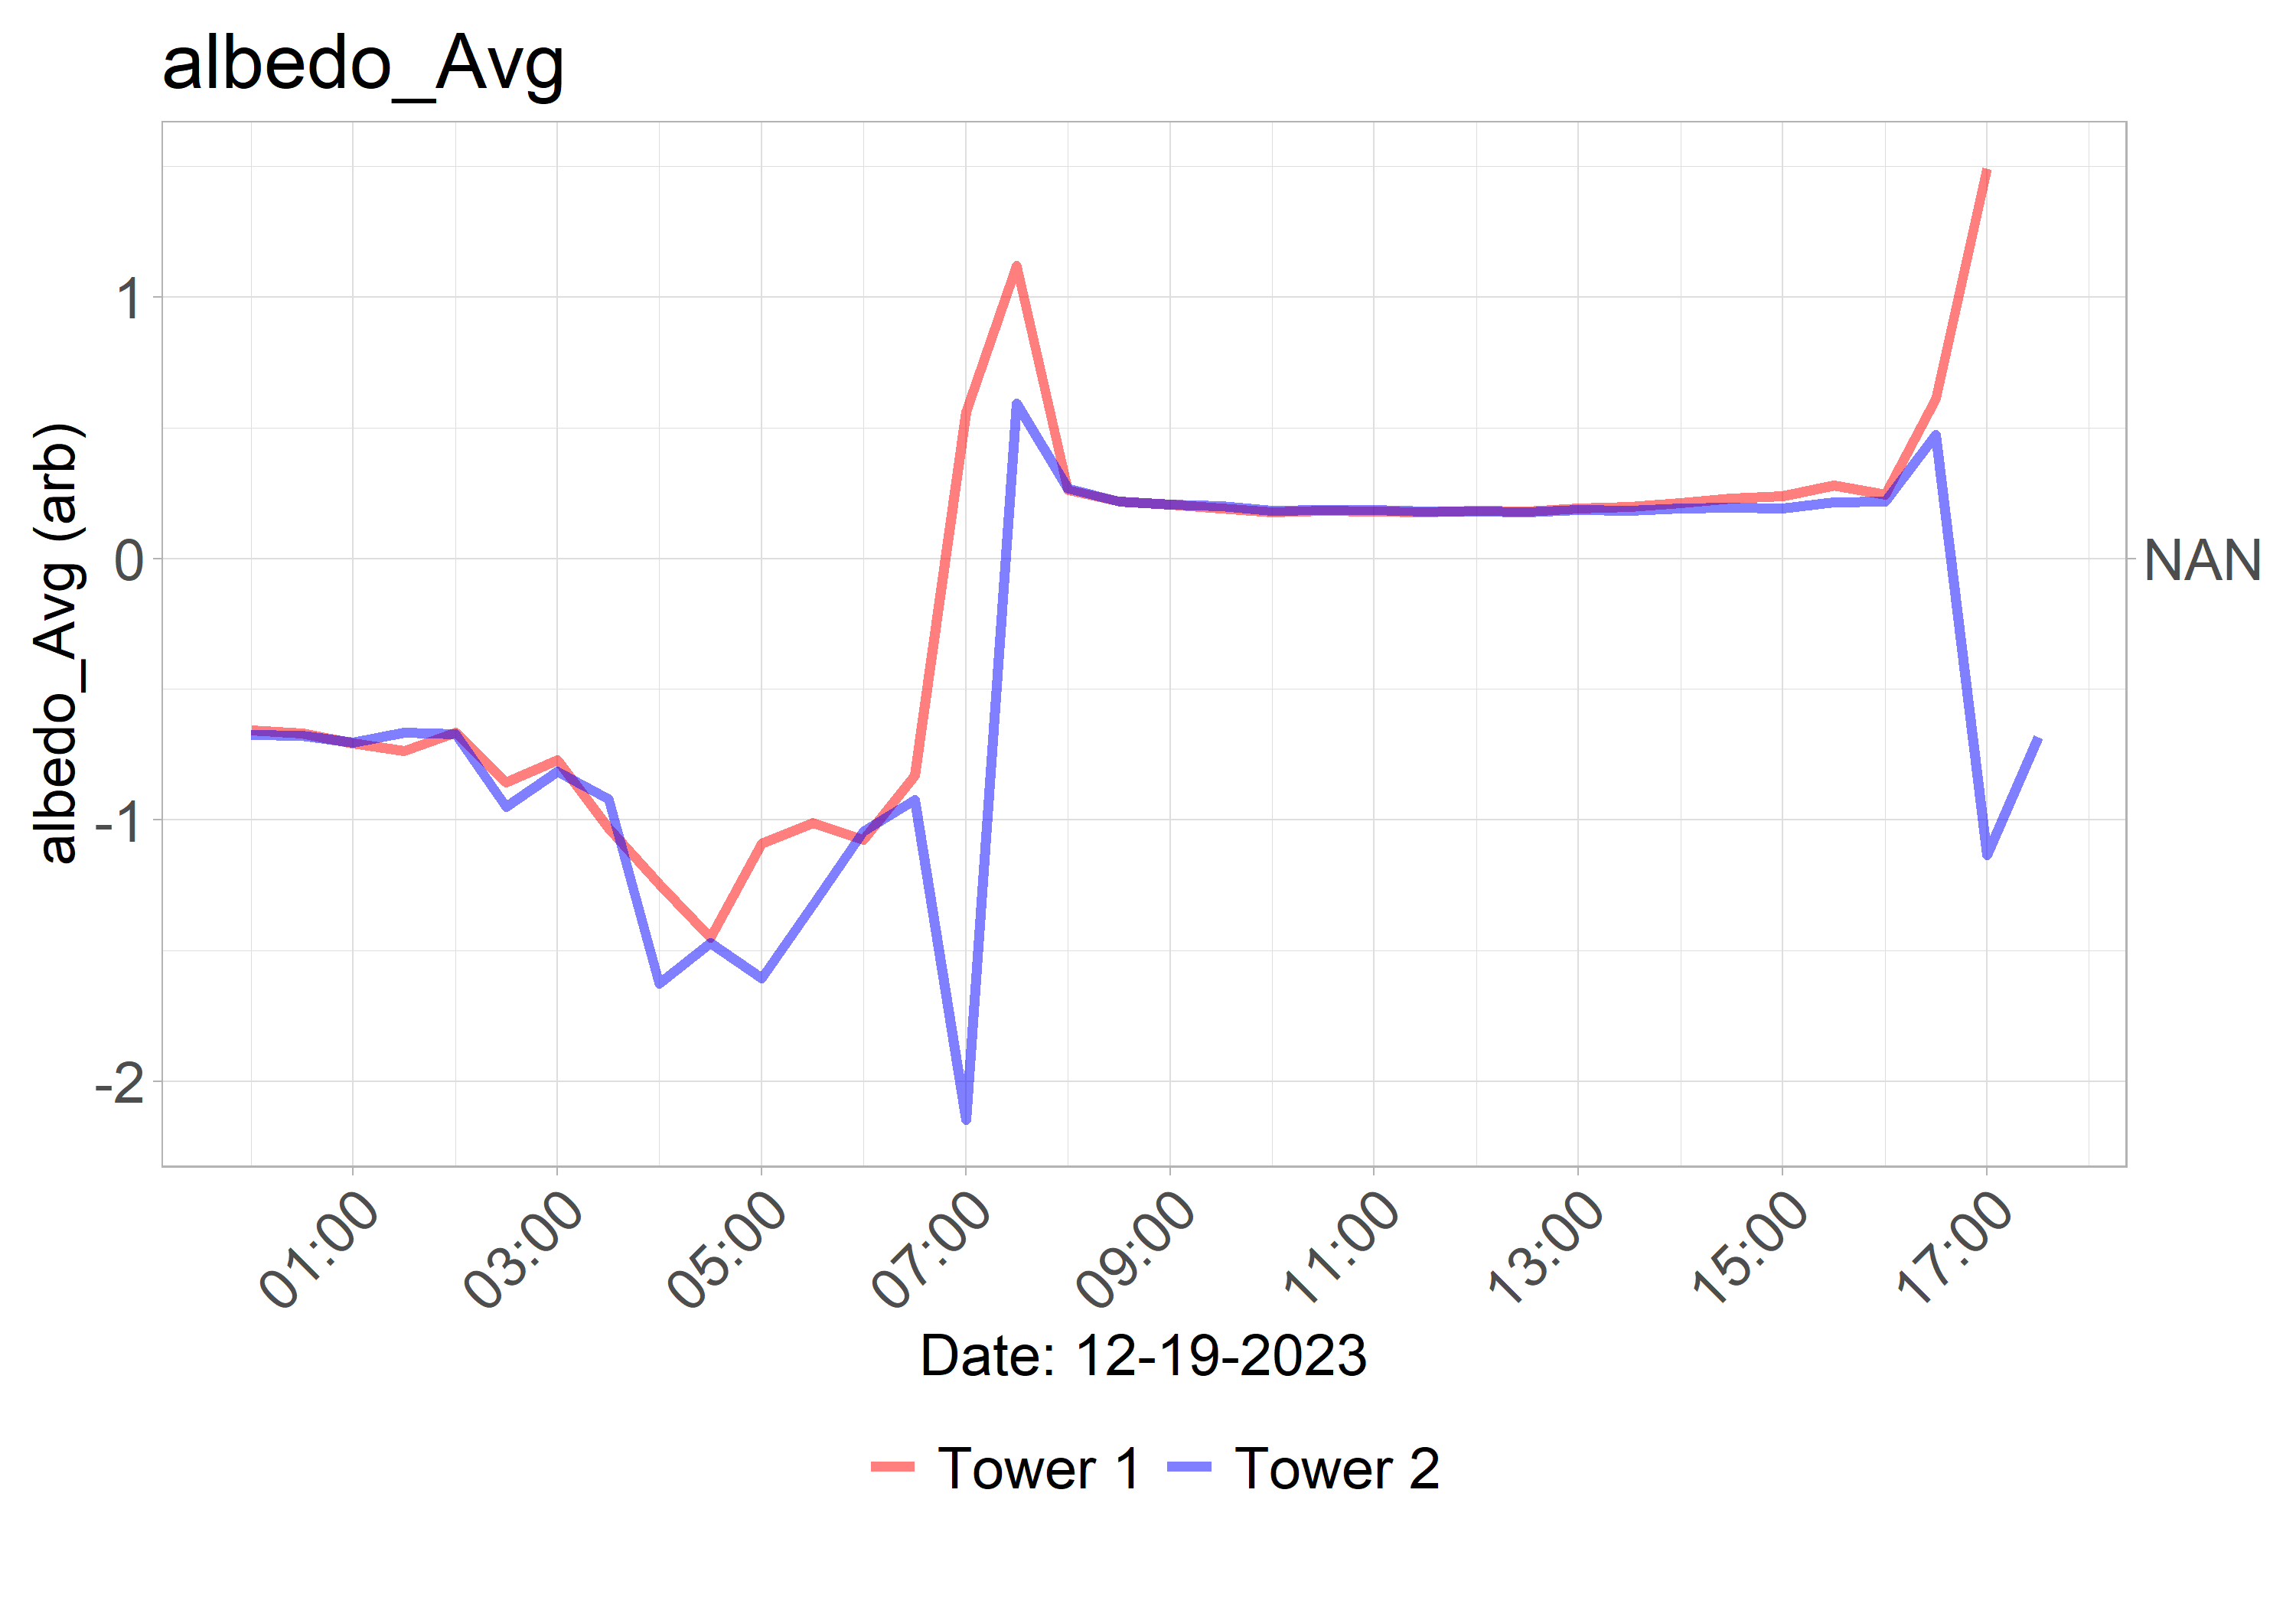 albedo_Avg
albedo_Avg (arb)
1
0
-1
-2
NAN
01:00
03:00
05:00
07:00
09:00
11:00
13:00
15:00
17:00
Date: 12-19-2023
Tower 1
Tower 2